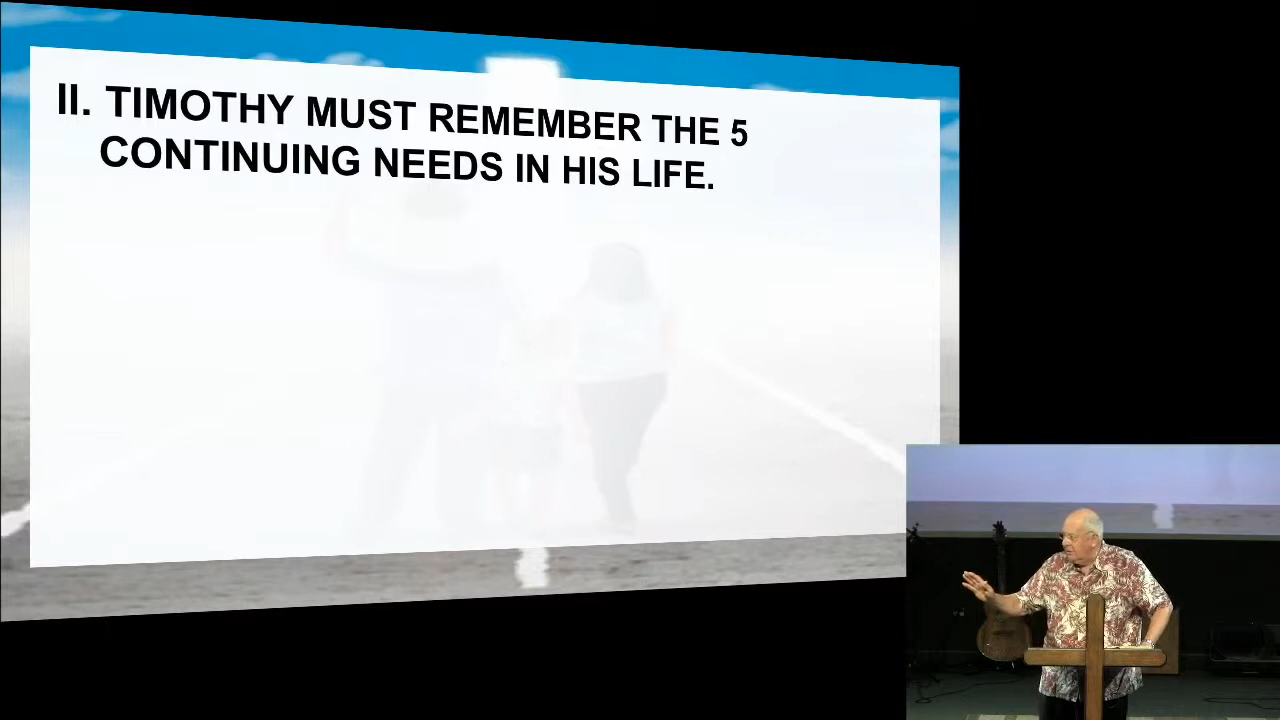 II. TIMOTHY MUST REMEMBER THE 5
CONTINUING NEEDS IN HIS LIFE.